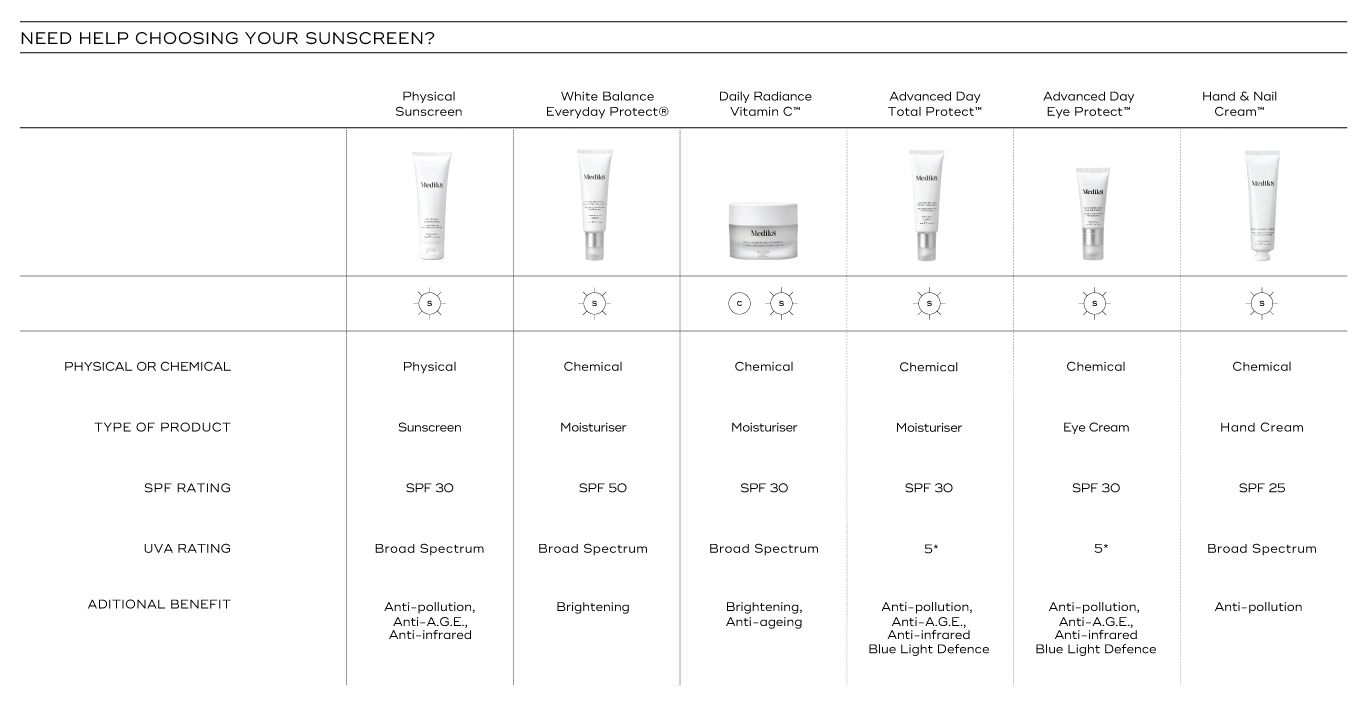 NEED HELP CHOOSING YOUR SUNSCREEN?
Physical
Sunscreen
White Balance
Everyday Protect®
Daily Radiance
Vitamin C™
Advanced Day
Total Protect™
Advanced Day
Eye Protect™
Hand & Nail
Cream™
Medik8
Medik8
Medik8
Medik8
Medik8
Medik8
S
S
C
S
S
S
S
PHYSICAL OR CHEMICAL
Physical
Chemical
Chemical
Chemical
Chemical
Chemical
TYPE OF PRODUCT
Sunscreen
Moisturiser
Moisturiser
Moisturiser
Eye Cream
Hand Cream
SPF RATING
SPF 30
SPF 50
SPF 30
SPF 30
SPF 30
SPF 25
UVA RATING
Broad Spectrum
Broad Spectrum
Broad Spectrum
5*
5*
Broad Spectrum
ADITIONAL BENEFIT
Anti-pollution,
Anti-A.G.E.,
Anti-infrared
Brightening
Brightening,
Anti-ageing
Anti-pollution,
Anti-A.G.E.,
Anti-infrared
Blue Light Defence
Anti-pollution,
Anti-A.G.E.,
Anti-infrared
Blue Light Defence
Anti-pollution